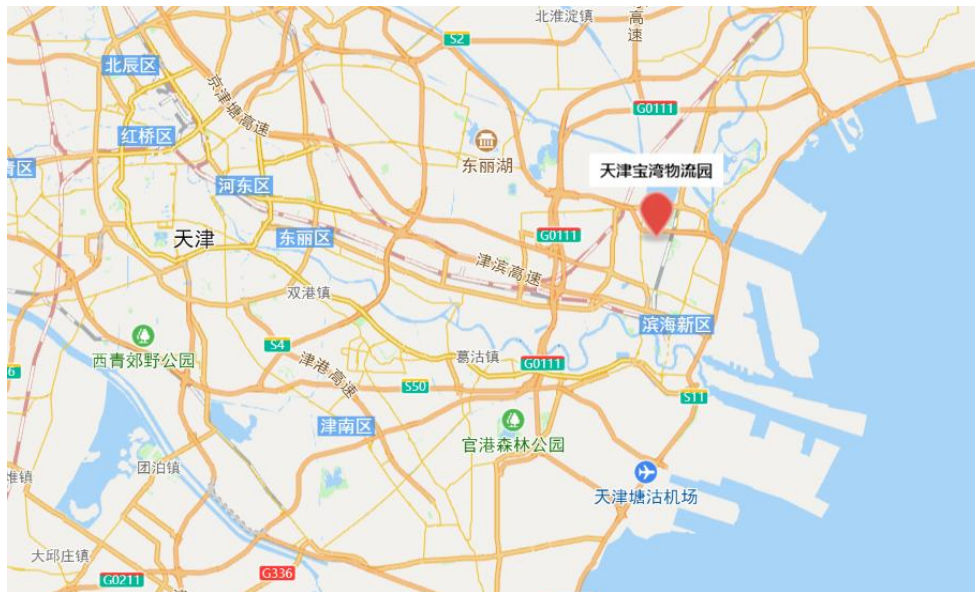 北淮淀镇
高速
S2
北辰区
京津塘高速
G0111
红桥区
东丽湖
天津宝湾物流园
青区
河东区
天津
东丽区
G0111
津滨高速
双港镇
滨海新区
西青郊野公园
S4
葛沽镇
G0111
津港高速
S50
S11
津南区
官港森林公园
团泊镇
天津塘沽机场
大邱庄镇
G0211
G336